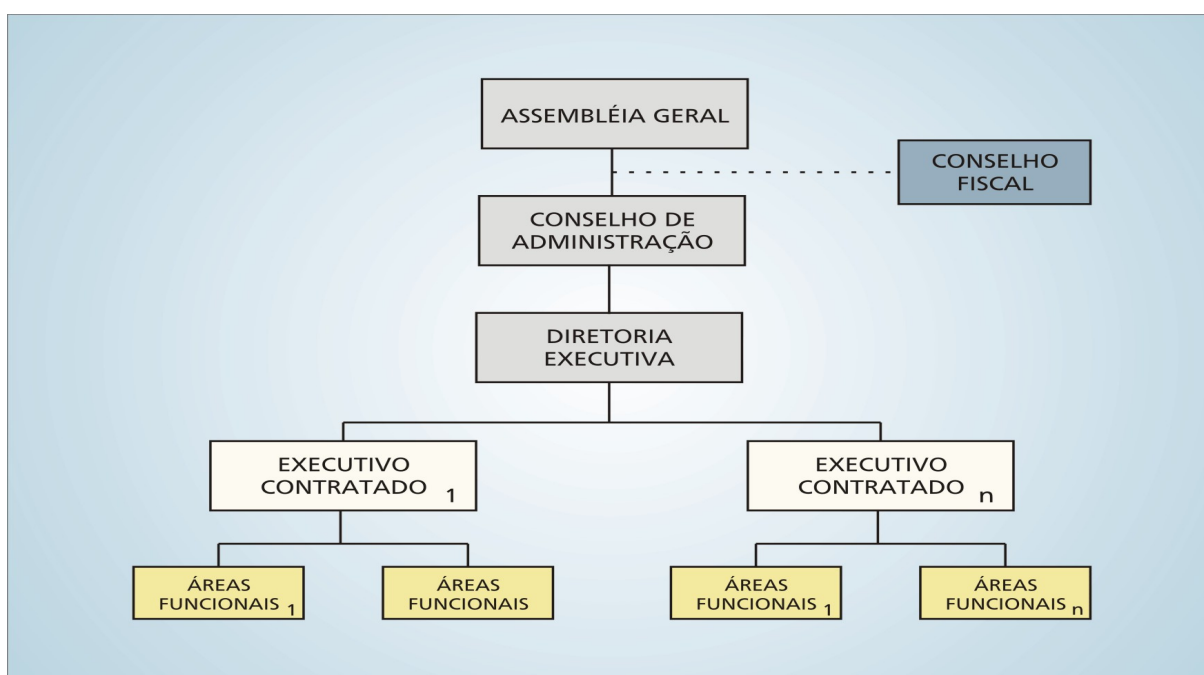 ASSEMBLÉIA GERAL
CONSELHO
FISCAL
CONSELHO DE
ADMINISTRAÇÃO
DIRETORIA
EXECUTIVA
EXECUTIVO
CONTRATADO 1
EXECUTIVO
CONTRATADO n
ÁREAS
FUNCIONAIS 1
ÁREAS
FUNCIONAIS
ÁREAS
FUNCIONAIS 1
ÁREAS
FUNCIONAIS n